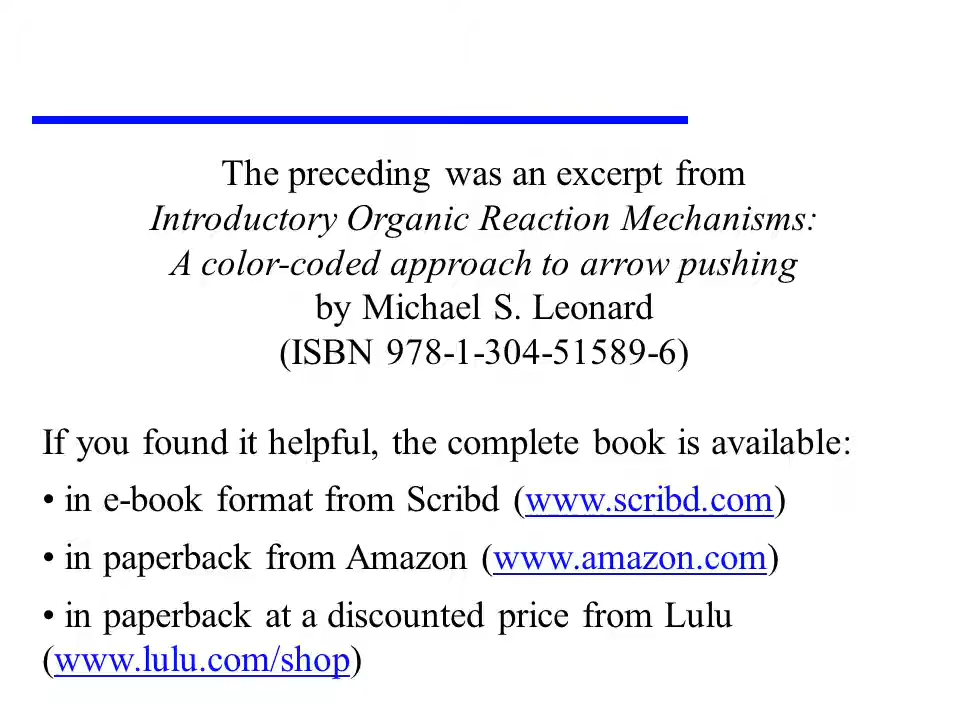 The preceding was an excerpt from
Introductory Organic Reaction Mechanisms:
A color-coded approach to arrow pushing
by Michael S. Leonard
(ISBN 978-1-304-51589-6)
If you found it helpful, the complete book is available:
• in e-book format from Scribd (www.scribd.com)
• in paperback from Amazon (www.amazon.com)
• in paperback at a discounted price from Lulu
(www.lulu.com/shop)